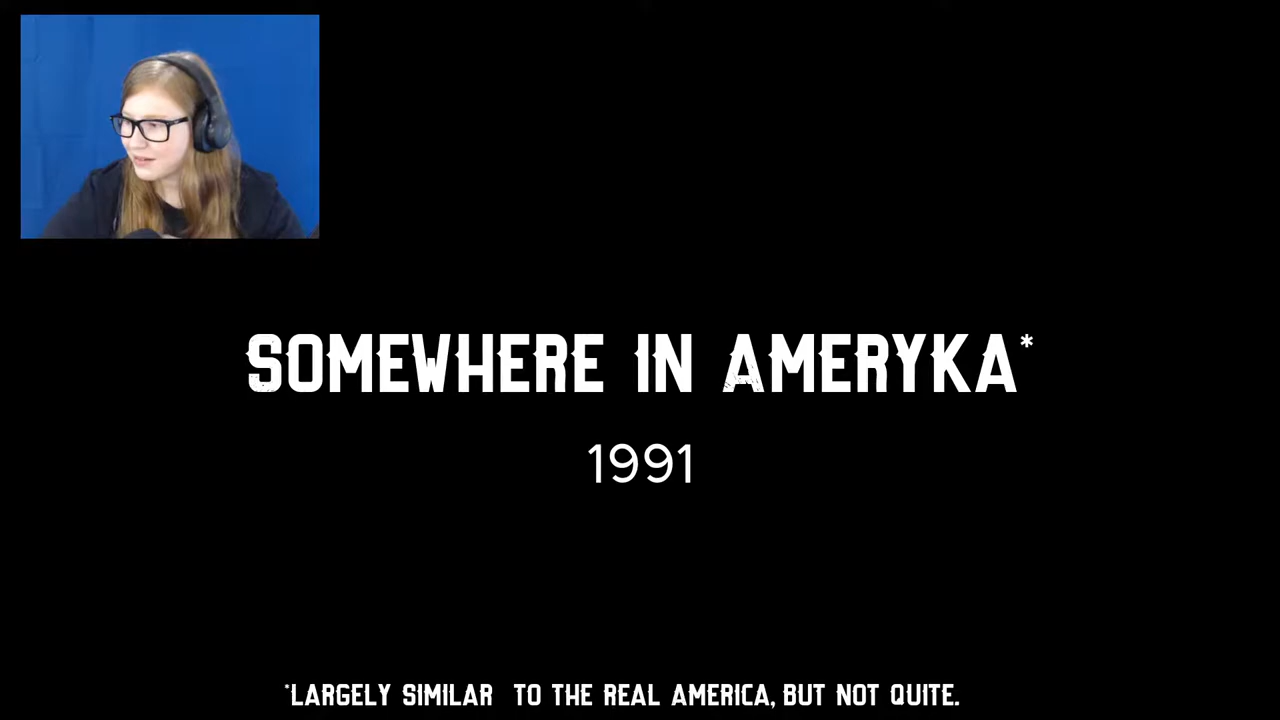 SOMEWHERE IN AMERYKA*
1991
*LARGELY SIMILAR TO THE REAL AMERICA, BUT NOT QUITE.